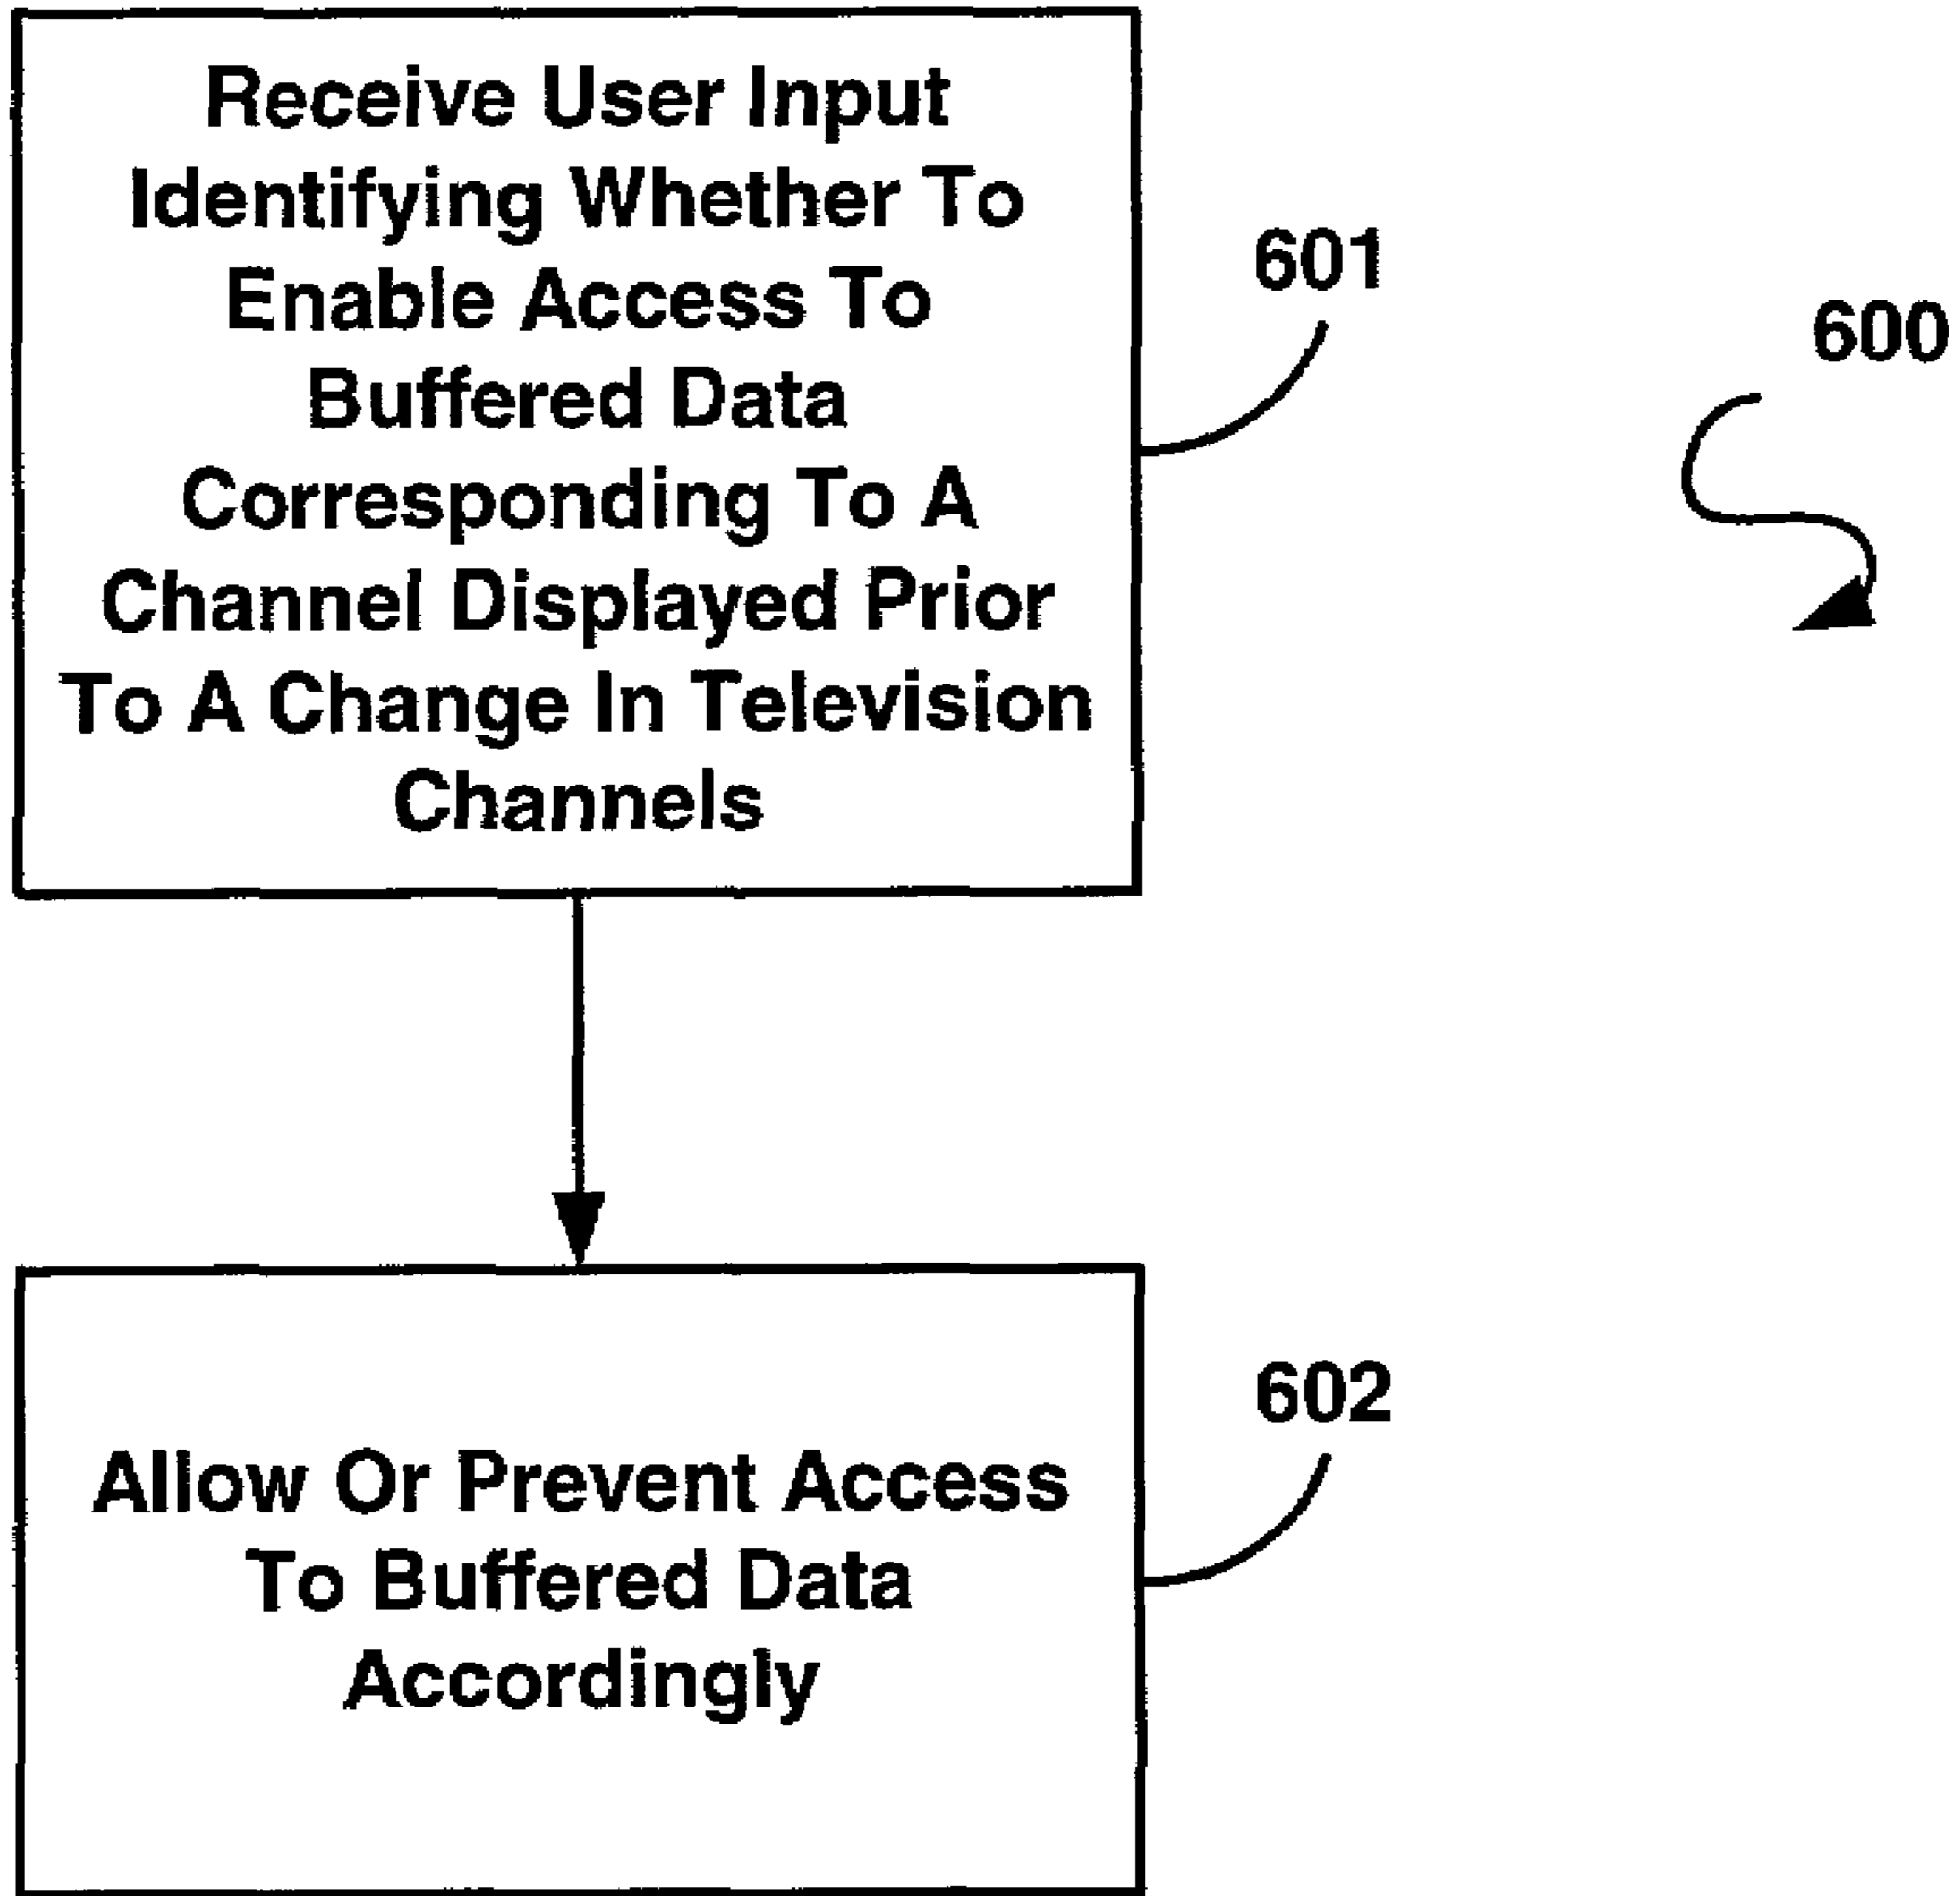 Receive User Input
Identifying Whether To
Enable Access To
Buffered Data
Corresponding To A
Channel Displayed Prior
To A Change In Television
Channels
601
600
602
Allow Or Prevent Access
To Buffered Data
Accordingly